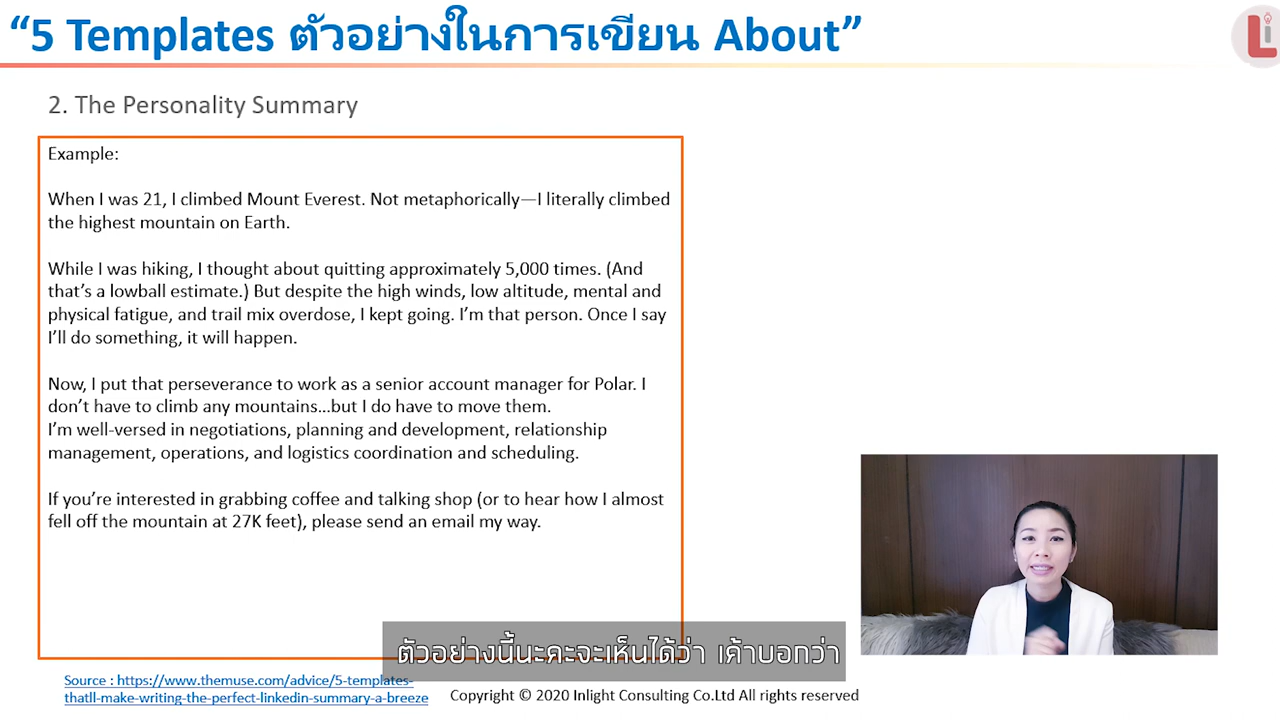 “5 Templates ตัวอย่างในการเขียน About”
Li
2. The Personality Summary
Example:
When I was 21, I climbed Mount Everest. Not metaphorically—I literally climbed
the highest mountain on Earth.
While I was hiking, I thought about quitting approximately 5,000 times. (And
that’s a lowball estimate.) But despite the high winds, low altitude, mental and
physical fatigue, and trail mix overdose, I kept going. I’m that person. Once I say
I’ll do something, it will happen.
Now, I put that perseverance to work as a senior account manager for Polar. I
don’t have to climb any mountains...but I do have to move them.
I’m well-versed in negotiations, planning and development, relationship
management, operations, and logistics coordination and scheduling.
If you’re interested in grabbing coffee and talking shop (or to hear how I almost
fell off the mountain at 27K feet), please send an email my way.
ตัวอย่างนี้นะคะจะเห็นได้ว่า เค้าบอกว่า
Source : https://www.themuse.com/advice/5-templates-
thatll-make-writing-the-perfect-linkedin-summary-a-breeze
Copyright © 2020 Inlight Consulting Co.Ltd All rights reserved